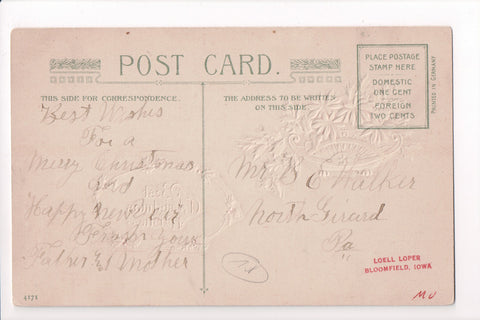 POST CARD.
THIS SIDE FOR CORRESPONDENCE.
THE ADDRESS TO BE WRITTEN
ON THIS SIDE
PLACE POSTAGE
STAMP HERE
DOMESTIC
ONE CENT
FOREIGN
TWO CENTS
PRINTED IN GERMANY
Best Wishes
For a
Merry Christmas
and
Happy New Year
From your
Father & Mother
Mr. B C Walker
North Girard
Pa
LOELL LOPER
BLOOMFIELD, IOWA
4171